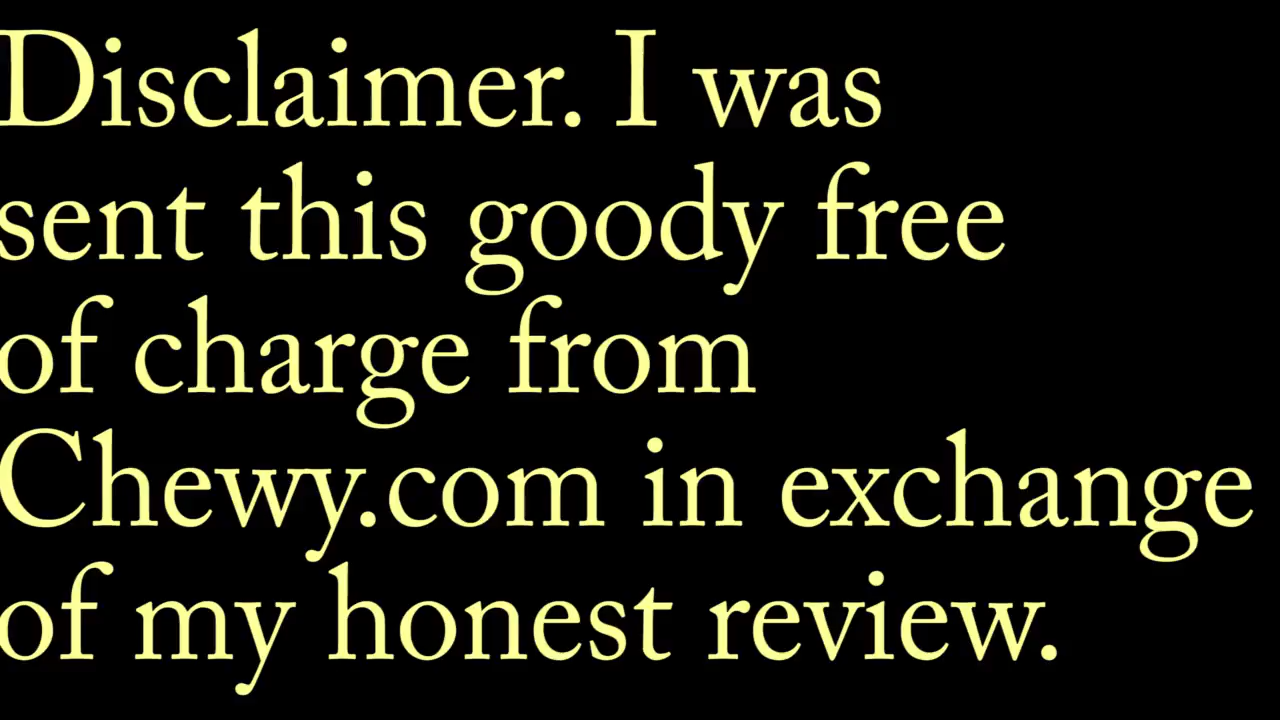 Disclaimer. I was
sent this goody free
of charge from
Chewy.com in exchange
of my honest review.